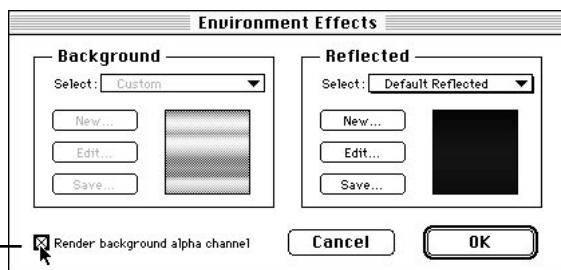 Environment Effects
Background
Select: Custom
New...
Edit...
Save...
Reflected
Select: Default Reflected
New...
Edit...
Save...
Render background alpha channel
Cancel
OK